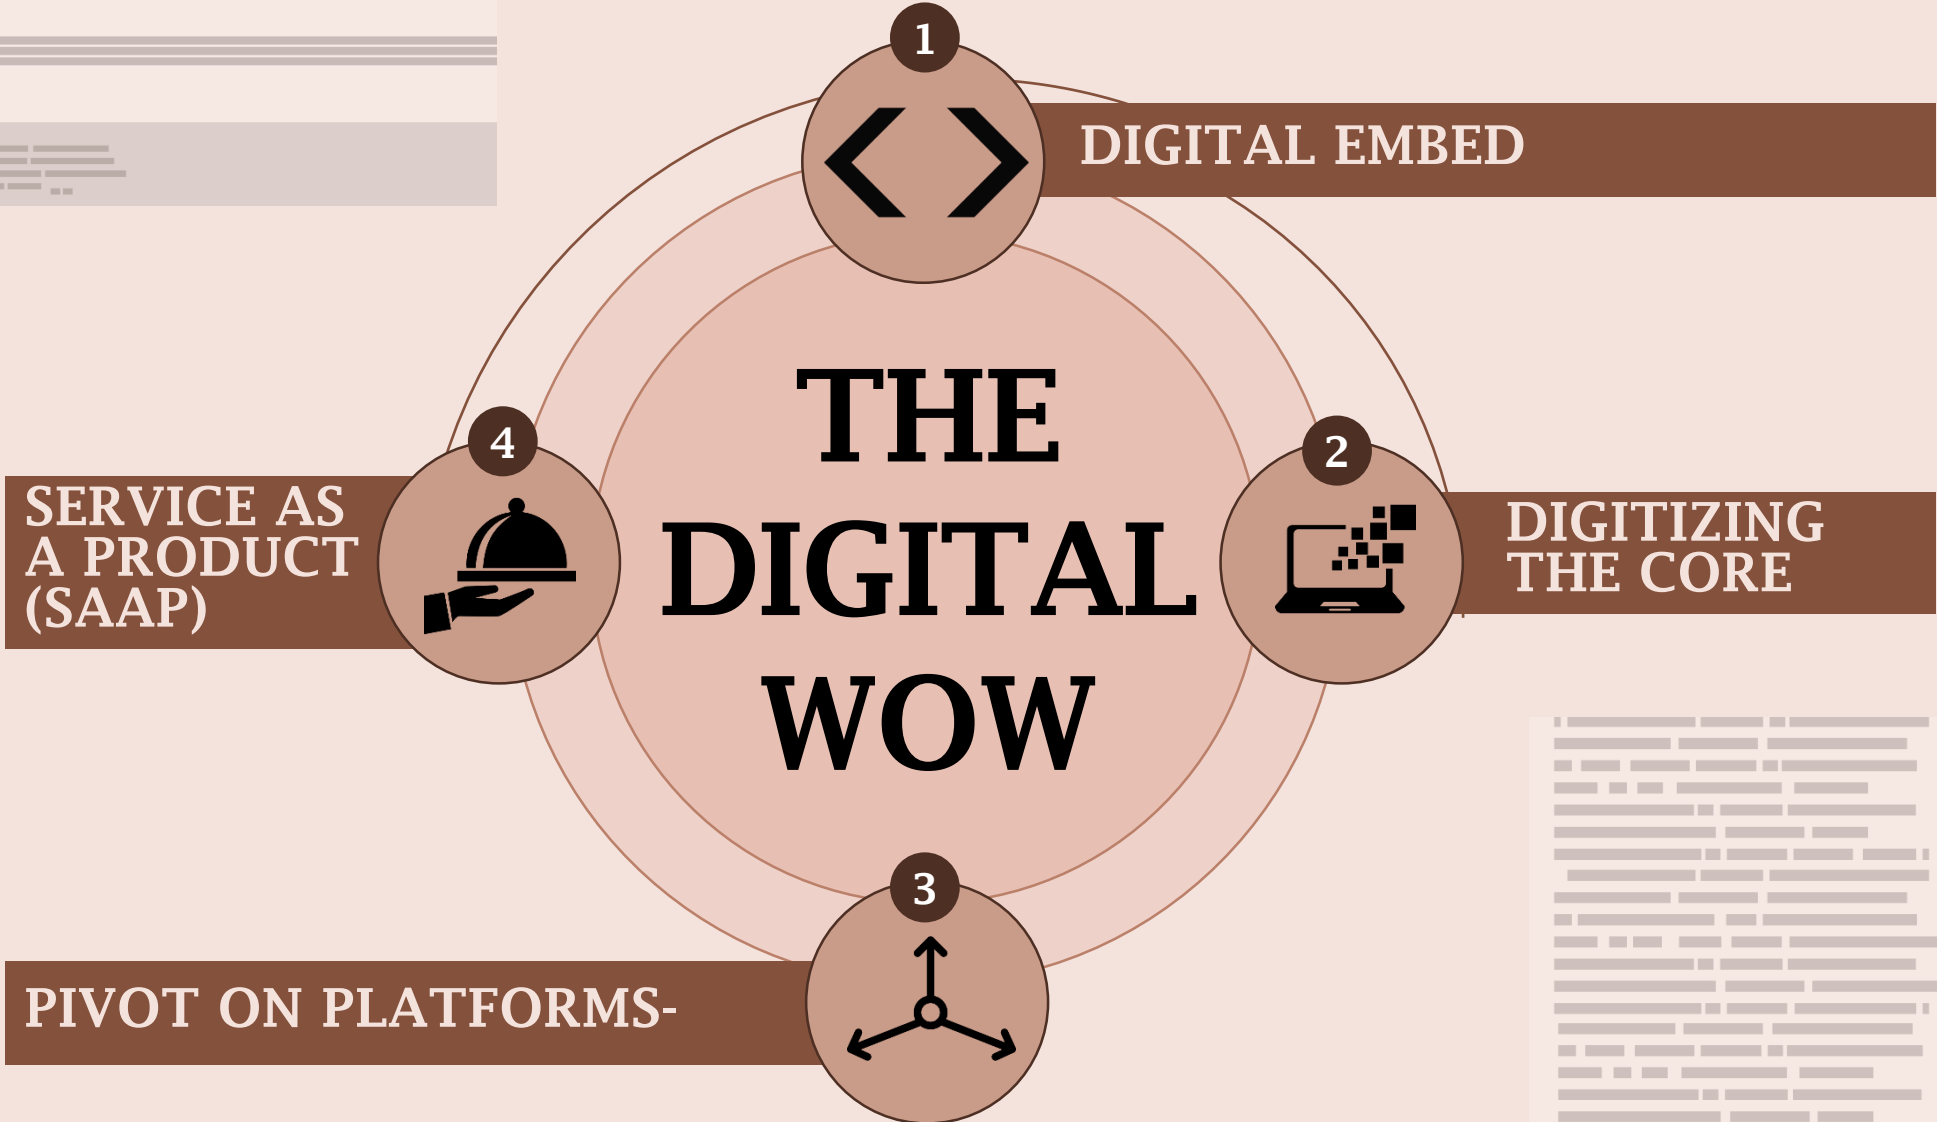 1
DIGITAL EMBED
THE
DIGITAL
WOW
2
DIGITIZING
THE CORE
3
PIVOT ON PLATFORMS-
4
SERVICE AS
A PRODUCT
(SAAP)